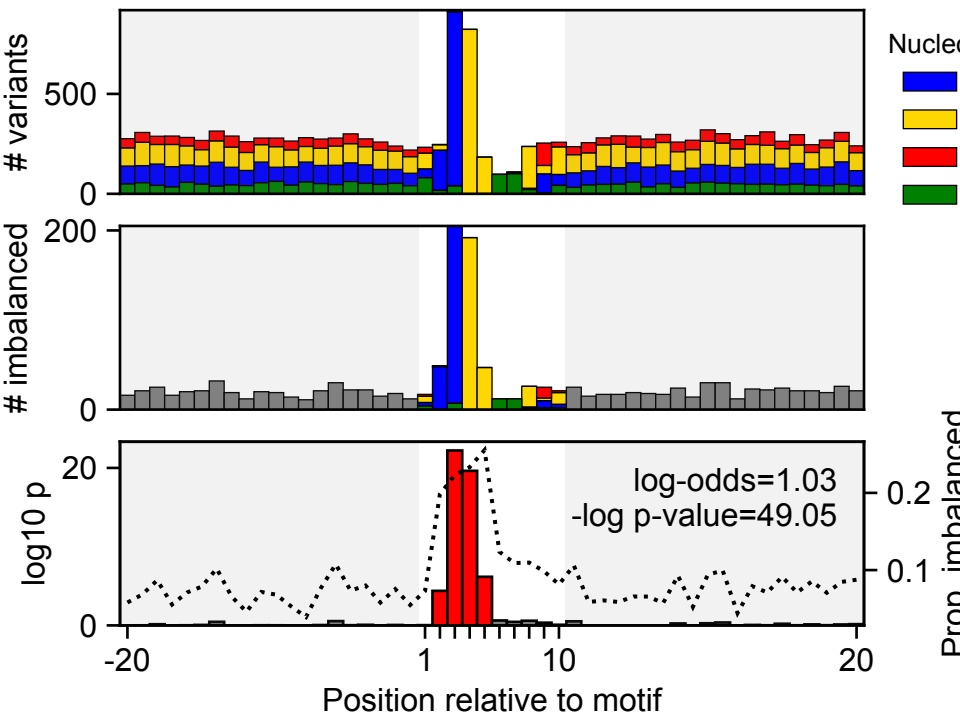 # variants
500
0
Nucleo
# imbalanced
200
0
log10 p
20
0
log-odds=1.03
-log p-value=49.05
0.2
0.1
Prop. imbalanced
-20
1
10
20
Position relative to motif